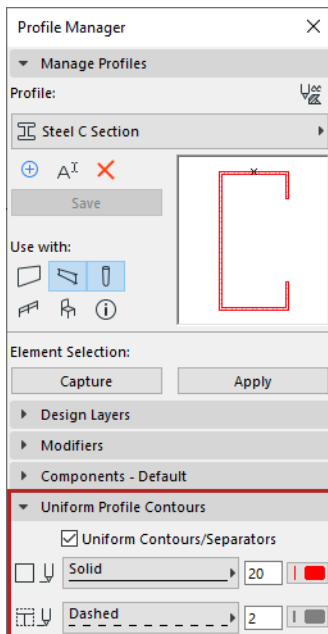 Profile Manager
Manage Profiles
Profile:
Steel C Section
Save
Use with:
Element Selection:
Capture Apply
Design Layers
Modifiers
Components - Default
Uniform Profile Contours
Uniform Contours/Separators
Solid 20
Dashed 2